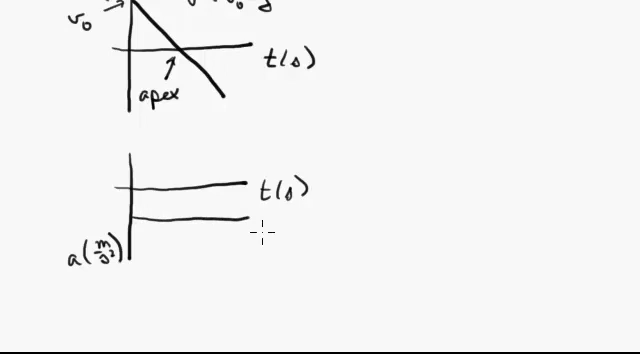 v₀
t(s)
apex
t(s)
a(m/s²)